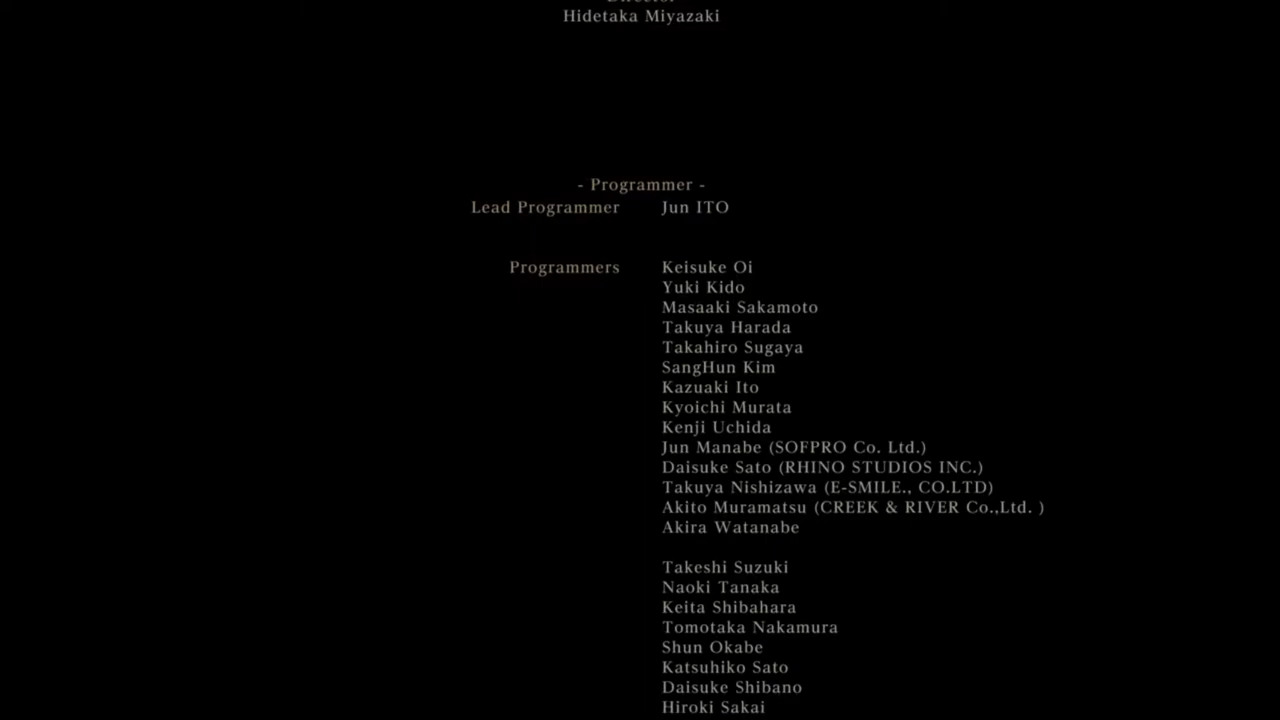 Director
Hidetaka Miyazaki
- Programmer -
Lead Programmer Jun ITO
Programmers Keisuke Oi
Yuki Kido
Masaaki Sakamoto
Takuya Harada
Takahiro Sugaya
SangHun Kim
Kazuaki Ito
Kyoichi Murata
Kenji Uchida
Jun Manabe (SOFPRO Co. Ltd.)
Daisuke Sato (RHINO STUDIOS INC.)
Takuya Nishizawa (E-SMILE., CO.LTD)
Akito Muramatsu (CREEK & RIVER Co.,Ltd. )
Akira Watanabe
Takeshi Suzuki
Naoki Tanaka
Keita Shibahara
Tomotaka Nakamura
Shun Okabe
Katsuhiko Sato
Daisuke Shibano
Hiroki Sakai